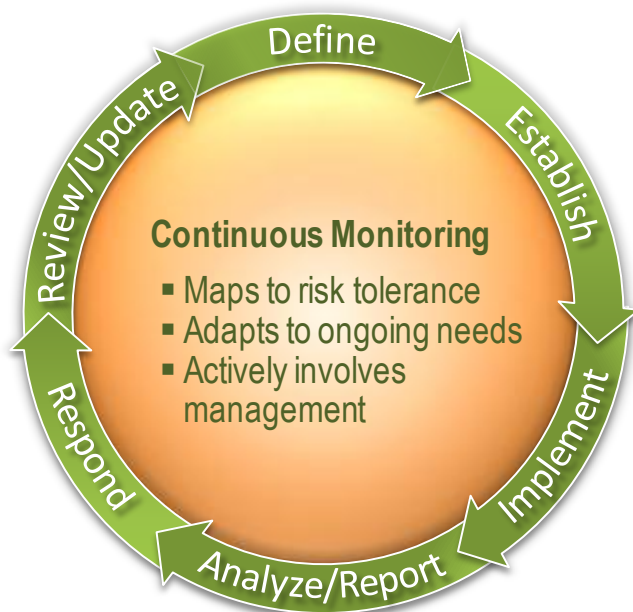 Define
Establish
Implement
Analyze/Report
Respond
Review/Update
Continuous Monitoring
▪ Maps to risk tolerance
▪ Adapts to ongoing needs
▪ Actively involves
management